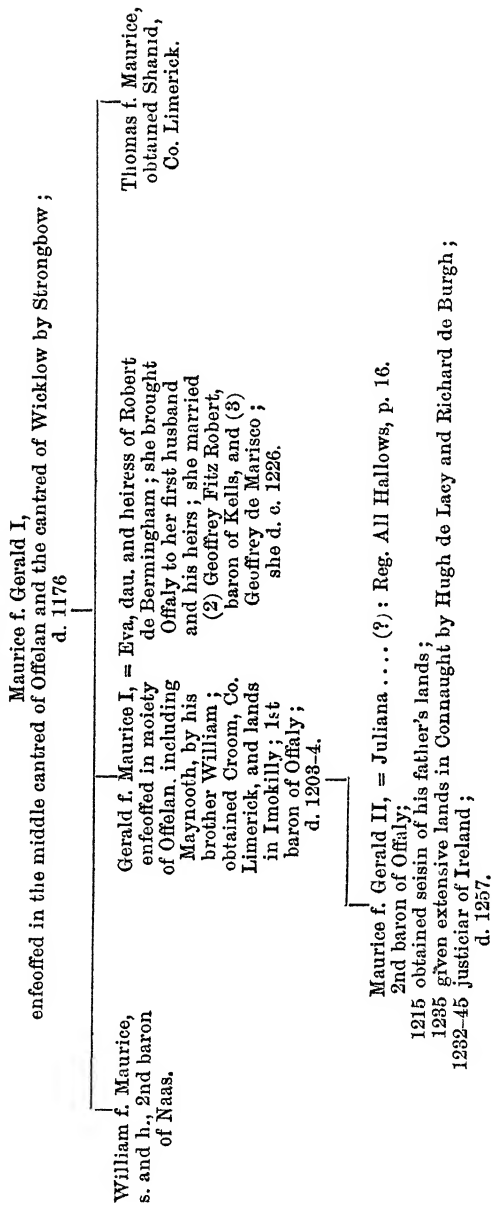 Maurice f. Gerald I,
enfeoffed in the middle cantred of Offelan and the cantred of Wicklow by Strongbow ;
d. 1176
William f. Maurice,
s. and h., 2nd baron
of Naas.
Gerald f. Maurice I, = Eva, dau. and heiress of Robert
enfeoffed in moiety de Bermingham ; she brought
of Offelan. including Offaly to her first husband
Maynooth, by his and his heirs ; she married
brother William ; (2) Geoffrey Fitz Robert,
obtained Croom, Co. baron of Kells, and (3)
Limerick, and lands Geoffrey de Marisco ;
in Imokilly ; 1st she d. c. 1226.
baron of Offaly ;
d. 1203-4.
Thomas f. Maurice,
obtained Shanid,
Co. Limerick.
Maurice f. Gerald II, = Juliana .... (?) : Reg. All Hallows, p. 16.
2nd baron of Offaly;
1215 obtained seisin of his father's lands ;
1235 given extensive lands in Connaught by Hugh de Lacy and Richard de Burgh ;
1232-45 justiciar of Ireland ;
d. 1257.